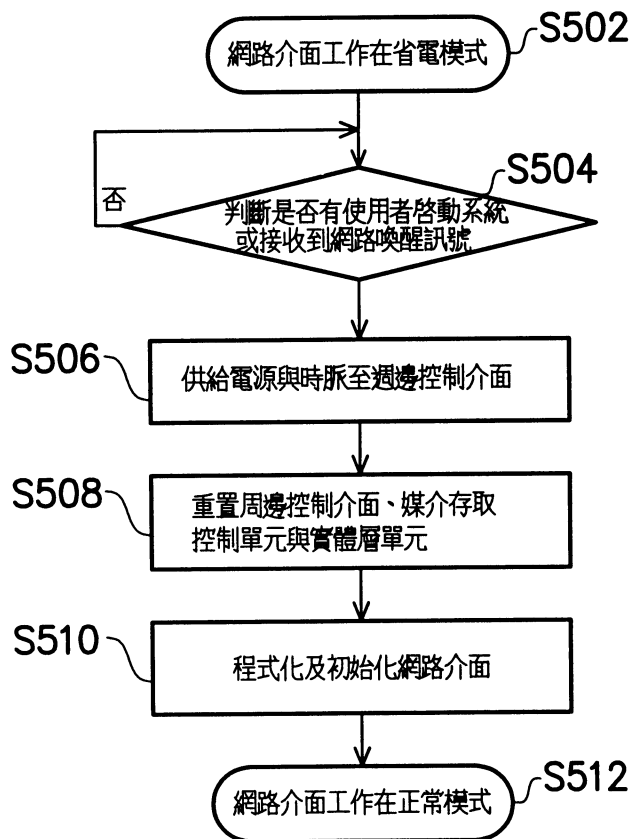 S502
網路介面工作在省電模式
S504
否
判斷是否有使用者啓動系統
或接收到網路喚醒訊號
S506
供給電源與時脈至週邊控制介面
S508
重置周邊控制介面、媒介存取
控制單元與實體層單元
S510
程式化及初始化網路介面
S512
網路介面工作在正常模式